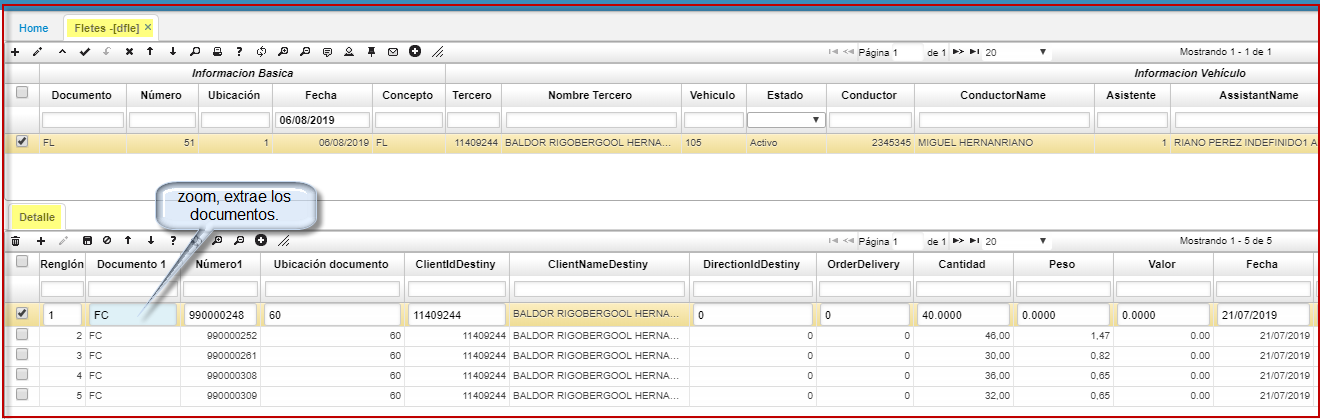 Home Fletes -[dfle] ×
Página 1 de 1 20 Mostrando 1 - 1 de 1
Informacion Basica Informacion Vehículo
Documento Número Ubicación Fecha Concepto Tercero Nombre Tercero Vehiculo Estado Conductor ConductorName Asistente AssistantName
06/08/2019
FL 51 1 06/08/2019 FL 11409244 BALDOR RIGOBERGOOL HERNA... 105 Activo 2345345 MIGUEL HERNANRIANO 1 RIANO PEREZ INDEFINIDO1 A
zoom, extrae los
documentos.
Detalle
Página 1 de 1 20 Mostrando 1 - 5 de 5
Renglón Documento 1 Número1 Ubicación documento ClientIdDestiny ClientNameDestiny DirectionIdDestiny OrderDelivery Cantidad Peso Valor Fecha
1 FC 990000248 60 11409244 BALDOR RIGOBERGOOL HERNA... 0 0 40.0000 0.0000 0.0000 21/07/2019
2 FC 990000252 60 11409244 BALDOR RIGOBERGOOL HERNA... 0 0 46,00 1,47 0.00 21/07/2019
3 FC 990000261 60 11409244 BALDOR RIGOBERGOOL HERNA... 0 0 30,00 0,82 0.00 21/07/2019
4 FC 990000308 60 11409244 BALDOR RIGOBERGOOL HERNA... 0 0 36,00 0,65 0.00 21/07/2019
5 FC 990000309 60 11409244 BALDOR RIGOBERGOOL HERNA... 0 0 32,00 0,65 0.00 21/07/2019